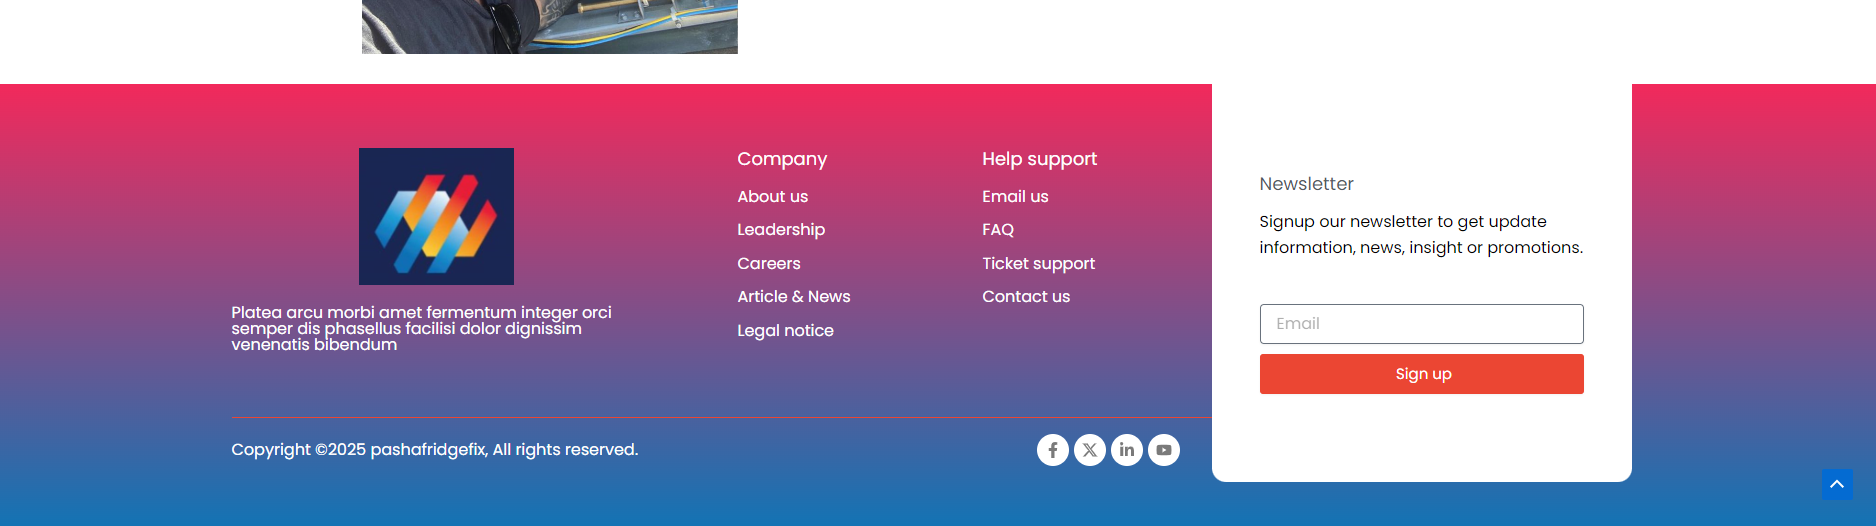 Platea arcu morbi amet fermentum integer orci
semper dis phasellus facilisi dolor dignissim
venenatis bibendum
Company
About us
Leadership
Careers
Article & News
Legal notice
Help support
Email us
FAQ
Ticket support
Contact us
Newsletter
Signup our newsletter to get update
information, news, insight or promotions.
Email
Sign up
Copyright ©2025 pashafridgefix, All rights reserved.